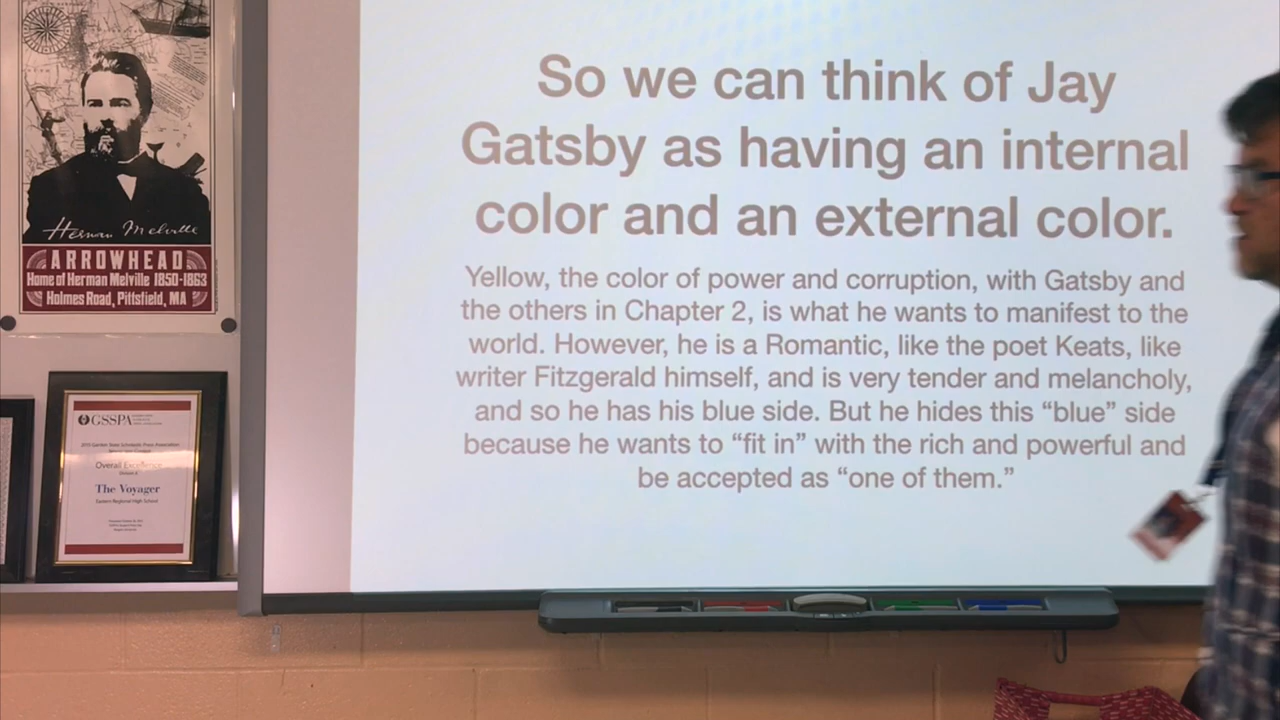 So we can think of Jay
Gatsby as having an internal
color and an external color.
Yellow, the color of power and corruption, with Gatsby and
the others in Chapter 2, is what he wants to manifest to the
world. However, he is a Romantic, like the poet Keats, like
writer Fitzgerald himself, and is very tender and melancholy,
and so he has his blue side. But he hides this “blue” side
because he wants to “fit in” with the rich and powerful and
be accepted as “one of them.”
Herman Melville
ARROWHEAD
Home of Herman Melville 1850-1863
Holmes Road, Pittsfield, MA
GSSPA
Overall Excellence
The Voyager
Eastern Regional High School